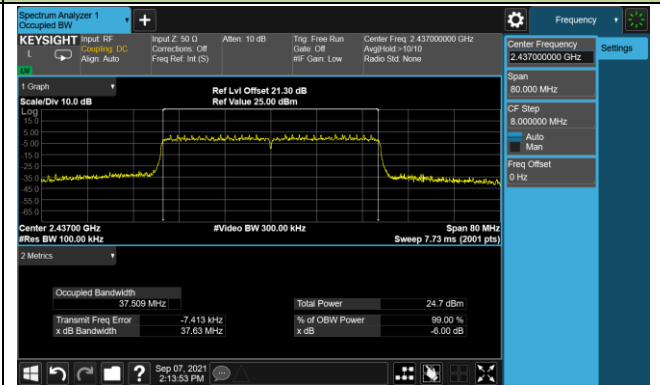 Spectrum Analyzer 1
Occupied BW
+
Frequency
KEYSIGHT
L
LW
Input: RF
Coupling: DC
Align: Auto
Input Z: 50 Ω
Corrections: Off
Freq Ref: Int (S)
Atten: 10 dB
Trig: Free Run
Gate: Off
#IF Gain: Low
Center Freq: 2.437000000 GHz
Avg|Hold:>10/10
Radio Std: None
Center Frequency
2.437000000 GHz
Settings
Span
80.000 MHz
CF Step
8.000000 MHz
Auto
Man
Freq Offset
0 Hz
1 Graph
Scale/Div 10.0 dB
Ref Lvl Offset 21.30 dB
Ref Value 25.00 dBm
Log
15.0
5.00
-5.00
-15.0
-25.0
-35.0
-45.0
-55.0
-65.0
Center 2.43700 GHz
#Res BW 100.00 kHz
#Video BW 300.00 kHz
Span 80 MHz
Sweep 7.73 ms (2001 pts)
2 Metrics
Occupied Bandwidth
37.509 MHz
Total Power 24.7 dBm
Transmit Freq Error -7.413 kHz
% of OBW Power 99.00 %
x dB Bandwidth 37.63 MHz
x dB -6.00 dB
?
Sep 07, 2021
2:13:53 PM